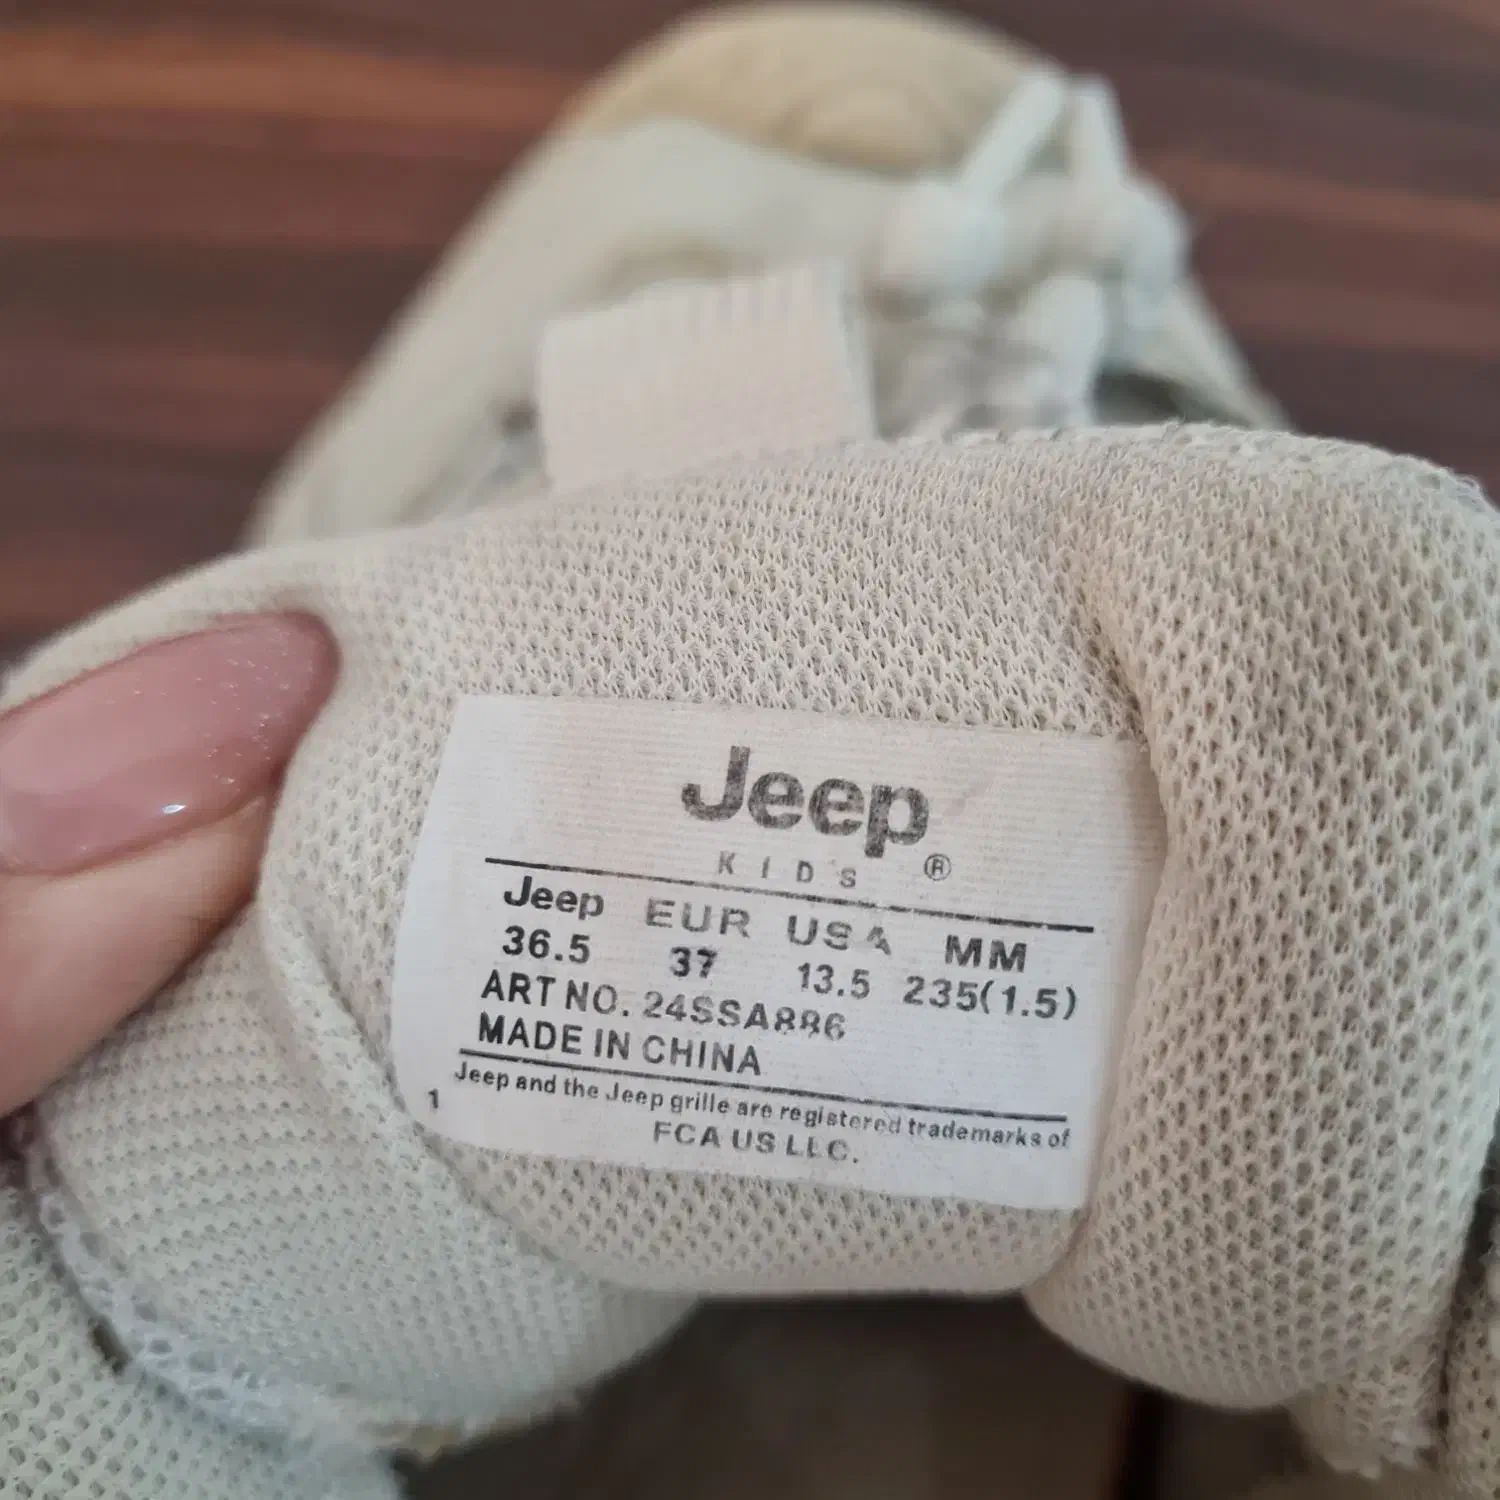 Jeep
KIDS ®
Jeep EUR USA MM
36.5 37 13.5 235(1.5)
ART NO. 24SSA886
MADE IN CHINA
Jeep and the Jeep grille are registered trademarks of
1
FCA US LLC.